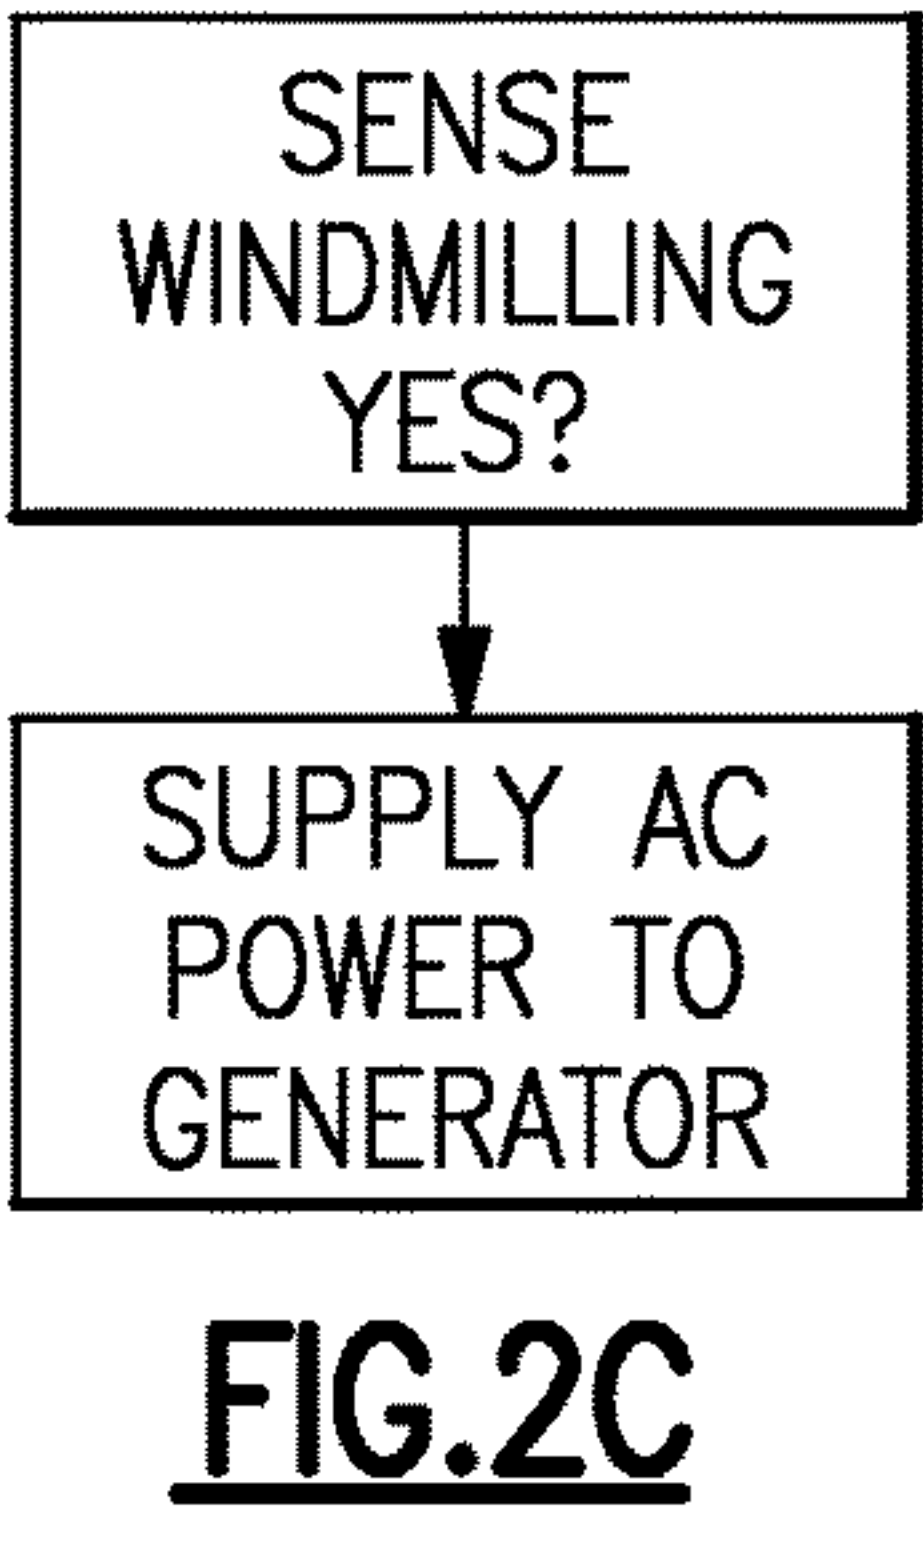 SENSE
WINDMILLING
YES?
SUPPLY AC
POWER TO
GENERATOR
FIG.2C